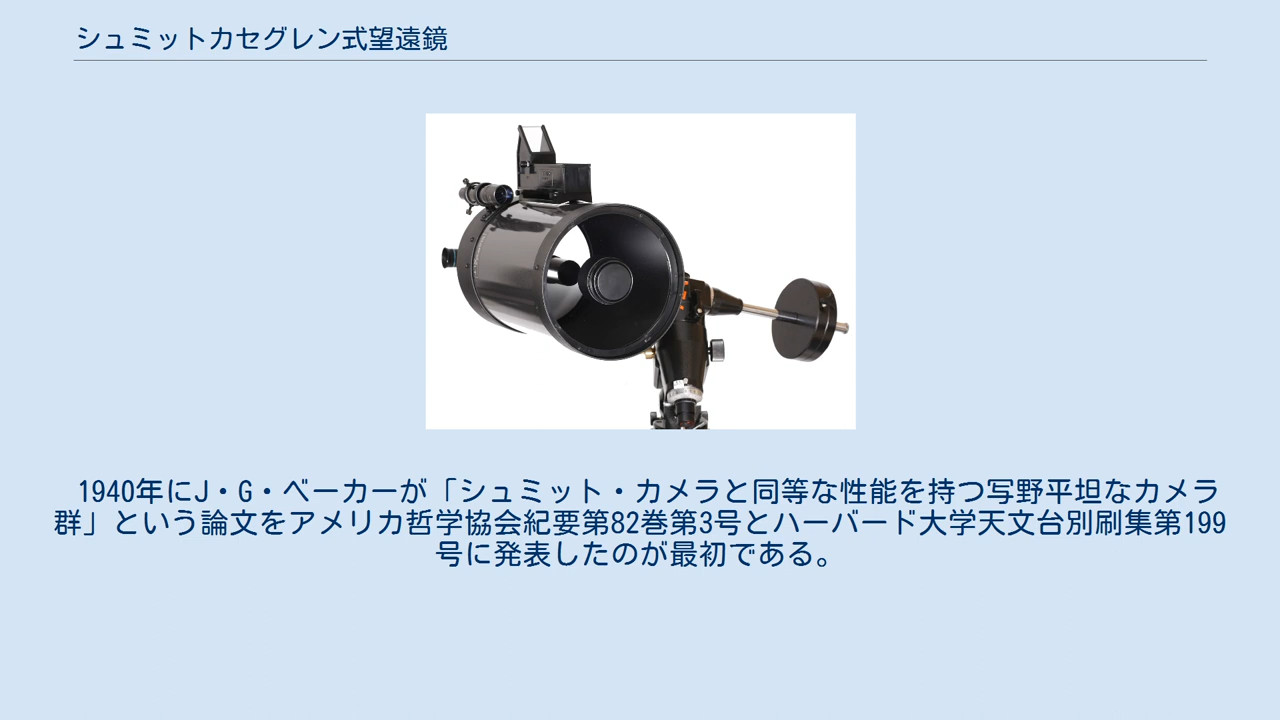 シュミットカセグレン式望遠鏡
1940年にJ・G・ベーカーが「シュミット・カメラと同等な性能を持つ写野平坦なカメラ
群」という論文をアメリカ哲学協会紀要第82巻第3号とハーバード大学天文台別刷集第199
号に発表したのが最初である。